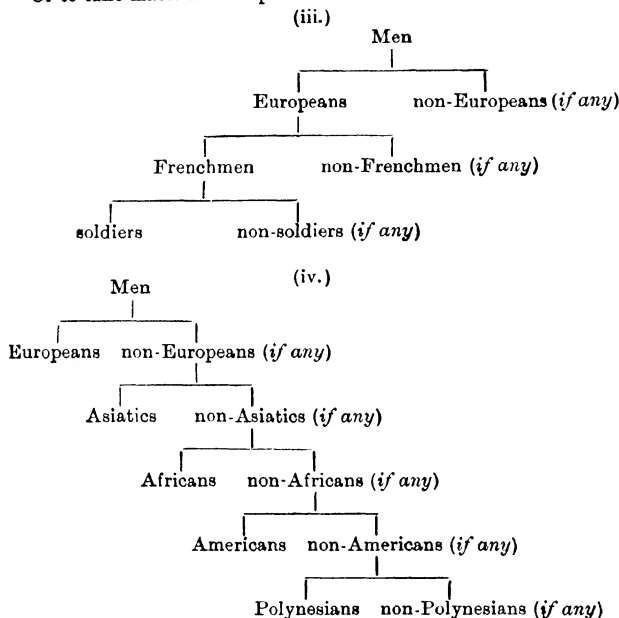 (iii.)
Men
Europeans non-Europeans (if any)
Frenchmen non-Frenchmen (if any)
soldiers non-soldiers (if any)
(iv.)
Men
Europeans non-Europeans (if any)
Asiatics non-Asiatics (if any)
Africans non-Africans (if any)
Americans non-Americans (if any)
Polynesians non-Polynesians (if any)